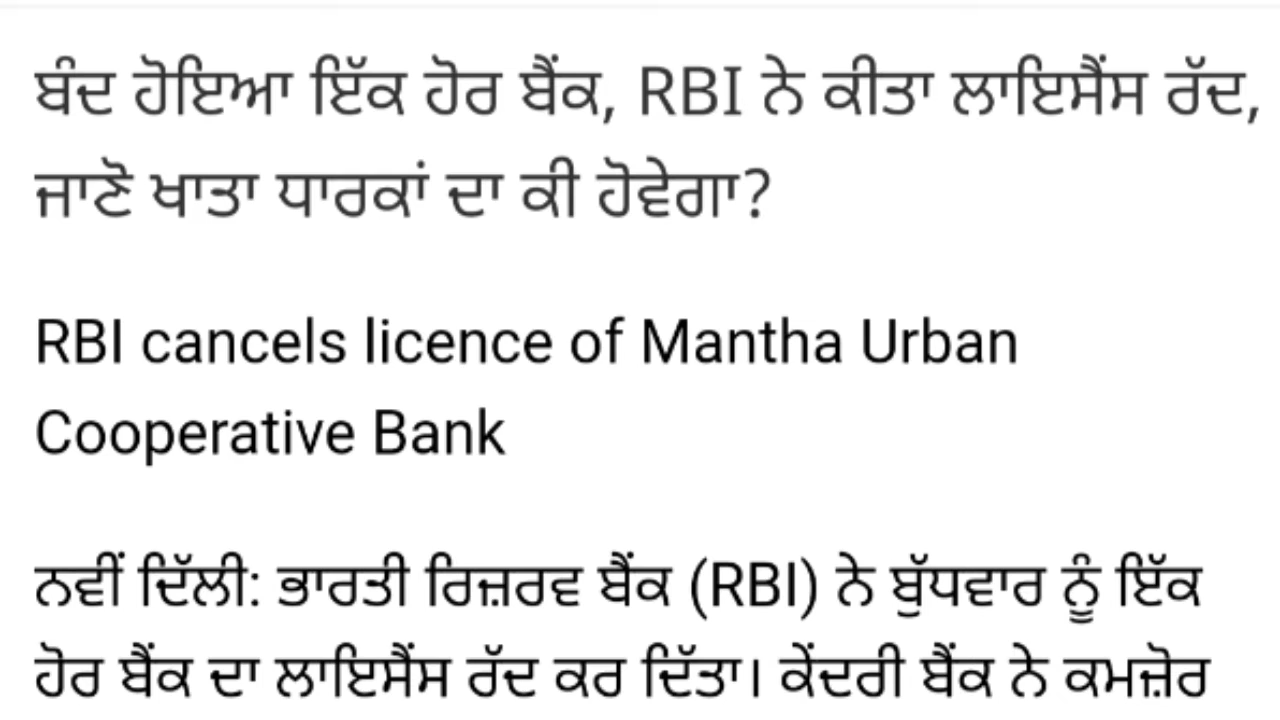 ਬੰਦ ਹੋਇਆ ਇੱਕ ਹੋਰ ਬੈਂਕ, RBI ਨੇ ਕੀਤਾ ਲਾਇਸੈਂਸ ਰੱਦ,
ਜਾਣੋ ਖਾਤਾ ਧਾਰਕਾਂ ਦਾ ਕੀ ਹੋਵੇਗਾ?
RBI cancels licence of Mantha Urban
Cooperative Bank
ਨਵੀਂ ਦਿੱਲੀ: ਭਾਰਤੀ ਰਿਜ਼ਰਵ ਬੈਂਕ (RBI) ਨੇ ਬੁੱਧਵਾਰ ਨੂੰ ਇੱਕ
ਹੋਰ ਬੈਂਕ ਦਾ ਲਾਇਸੈਂਸ ਰੱਦ ਕਰ ਦਿੱਤਾ। ਕੇਂਦਰੀ ਬੈਂਕ ਨੇ ਕਮਜ਼ੋਰ